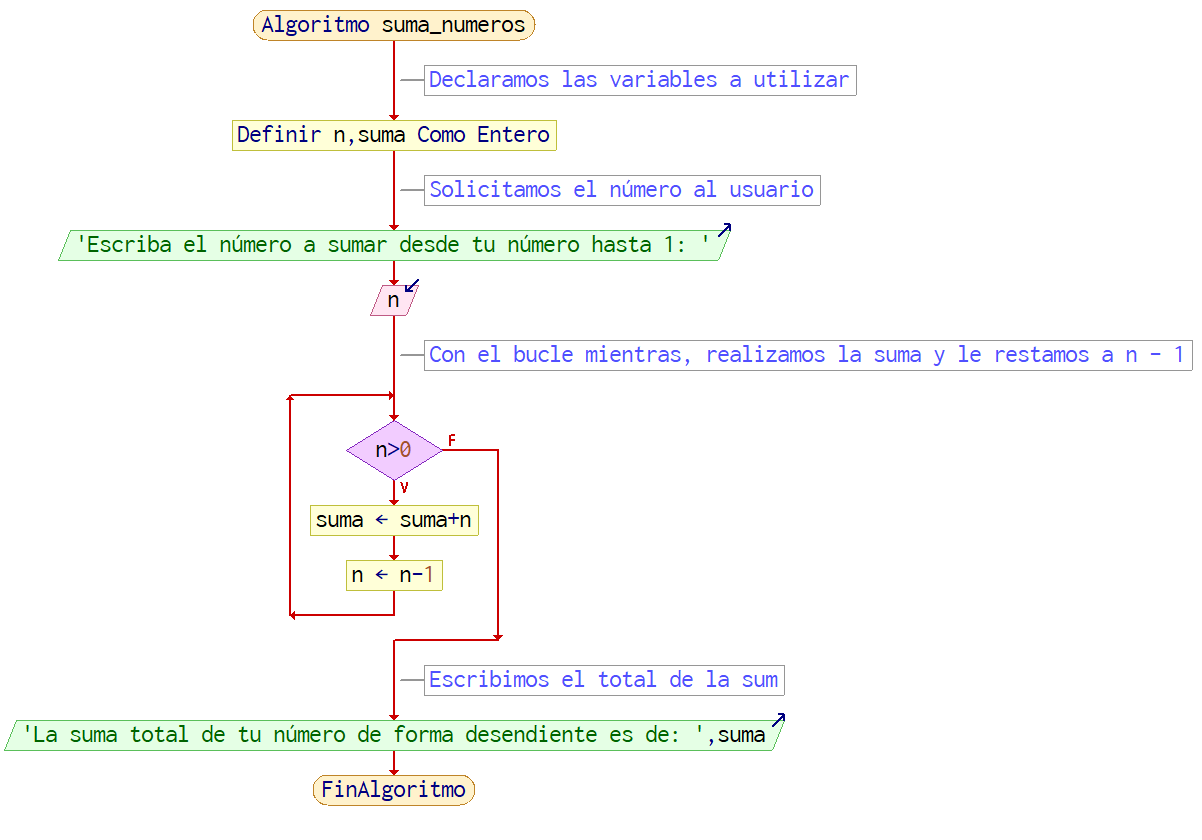 Algoritmo suma_numeros
Declaramos las variables a utilizar
Definir n,suma Como Entero
Solicitamos el número al usuario
'Escriba el número a sumar desde tu número hasta 1: '
n
Con el bucle mientras, realizamos la suma y le restamos a n - 1
n>0
F
V
suma ← suma+n
n ← n-1
Escribimos el total de la sum
'La suma total de tu número de forma desendiente es de: ',suma
FinAlgoritmo